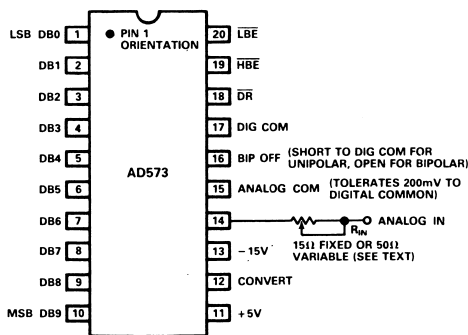 LSB DB0 1 PIN 1 20 LBE
ORIENTATION
DB1 2 19 HBE
DB2 3 18 DR
DB3 4 17 DIG COM
DB4 5 16 BIP OFF (SHORT TO DIG COM FOR
UNIPOLAR, OPEN FOR BIPOLAR)
AD573
DB5 6 15 ANALOG COM (TOLERATES 200mV TO
DIGITAL COMMON)
DB6 7 14 ANALOG IN
RIN
15Ω FIXED OR 50Ω
VARIABLE (SEE TEXT)
DB7 8 13 −15V
DB8 9 12 CONVERT
MSB DB9 10 11 +5V